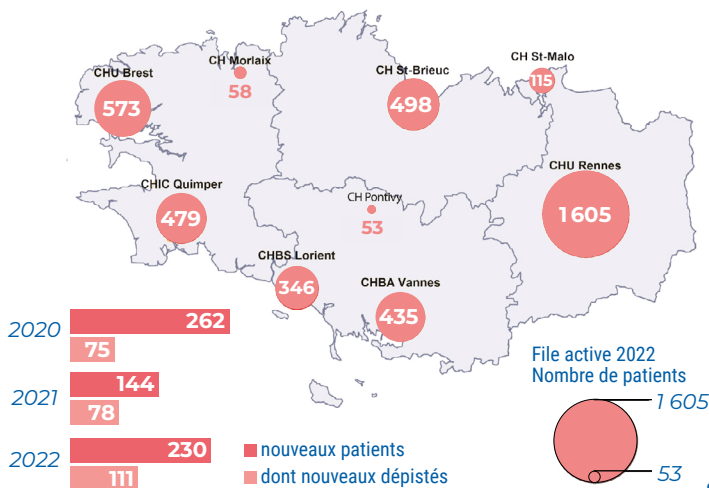 CH Morlaix
58
CHU Brest
573
CH St-Brieuc
498
CH St-Malo
115
CHU Rennes
1 605
CHIC Quimper
479
CH Pontivy
53
CHBS Lorient
346
CHBA Vannes
435
2020
262
75
2021
144
78
2022
230
111
nouveaux patients
dont nouveaux dépistés
File active 2022
Nombre de patients
1 605
53